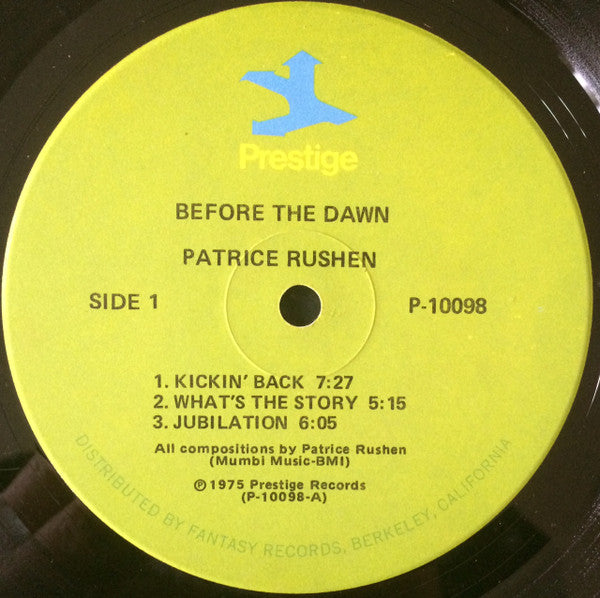 Prestige
BEFORE THE DAWN
PATRICE RUSHEN
SIDE 1
P-10098
1. KICKIN' BACK 7:27
2. WHAT'S THE STORY 5:15
3. JUBILATION 6:05
All compositions by Patrice Rushen
(Mumbi Music-BMI)
℗ 1975 Prestige Records
(P-10098-A)
DISTRIBUTED BY FANTASY RECORDS, BERKELEY, CALIFORNIA